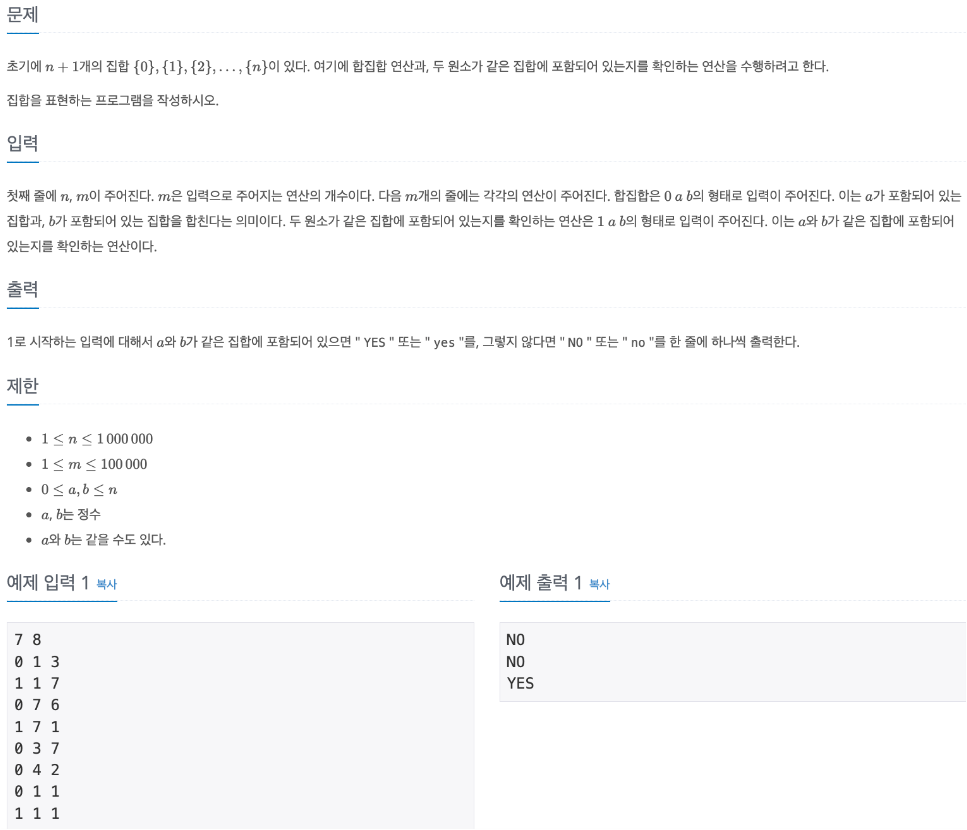 문제
초기에 n + 1개의 집합 {0}, {1}, {2}, . . . , {n}이 있다. 여기에 합집합 연산과, 두 원소가 같은 집합에 포함되어 있는지를 확인하는 연산을 수행하려고 한다.
집합을 표현하는 프로그램을 작성하시오.
입력
첫째 줄에 n, m이 주어진다. m은 입력으로 주어지는 연산의 개수이다. 다음 m개의 줄에는 각각의 연산이 주어진다. 합집합은 0 a b의 형태로 입력이 주어진다. 이는 a가 포함되어 있는
집합과, b가 포함되어 있는 집합을 합친다는 의미이다. 두 원소가 같은 집합에 포함되어 있는지를 확인하는 연산은 1 a b의 형태로 입력이 주어진다. 이는 a와 b가 같은 집합에 포함되어
있는지를 확인하는 연산이다.
출력
1로 시작하는 입력에 대해서 a와 b가 같은 집합에 포함되어 있으면 " YES " 또는 " yes "를, 그렇지 않다면 " NO " 또는 " no "를 한 줄에 하나씩 출력한다.
제한
• 1 ≤ n ≤ 1 000 000
• 1 ≤ m ≤ 100 000
• 0 ≤ a, b ≤ n
• a, b는 정수
• a와 b는 같을 수도 있다.
예제 입력 1 복사
7 8
0 1 3
1 1 7
0 7 6
1 7 1
0 3 7
0 4 2
0 1 1
1 1 1
예제 출력 1 복사
NO
NO
YES